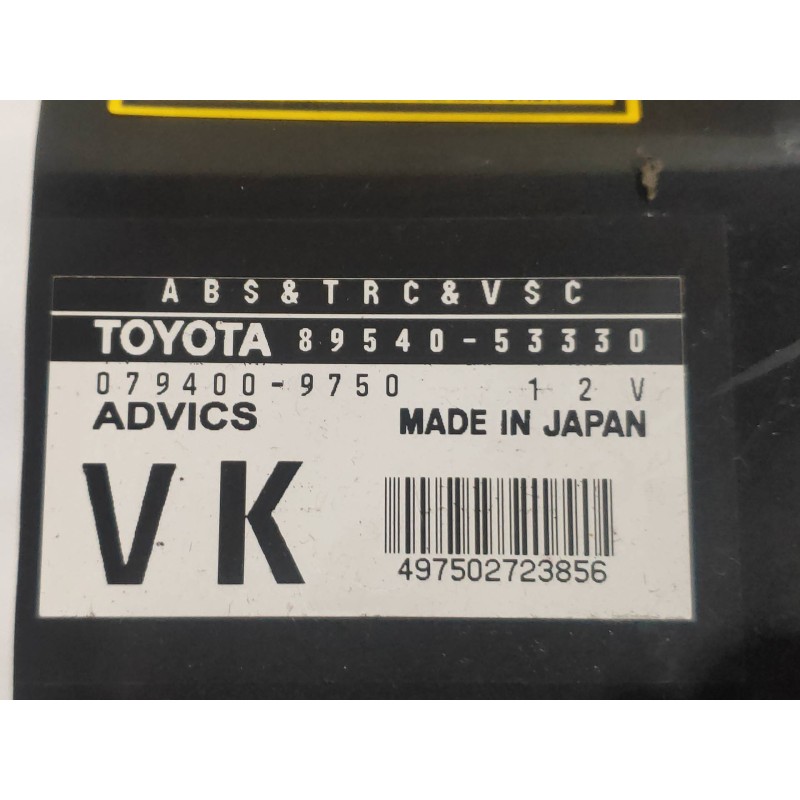 ABS&TRC&VSC
TOYOTA 89540-53330
079400-9750 12V
ADVICS MADE IN JAPAN
VK
497502723856